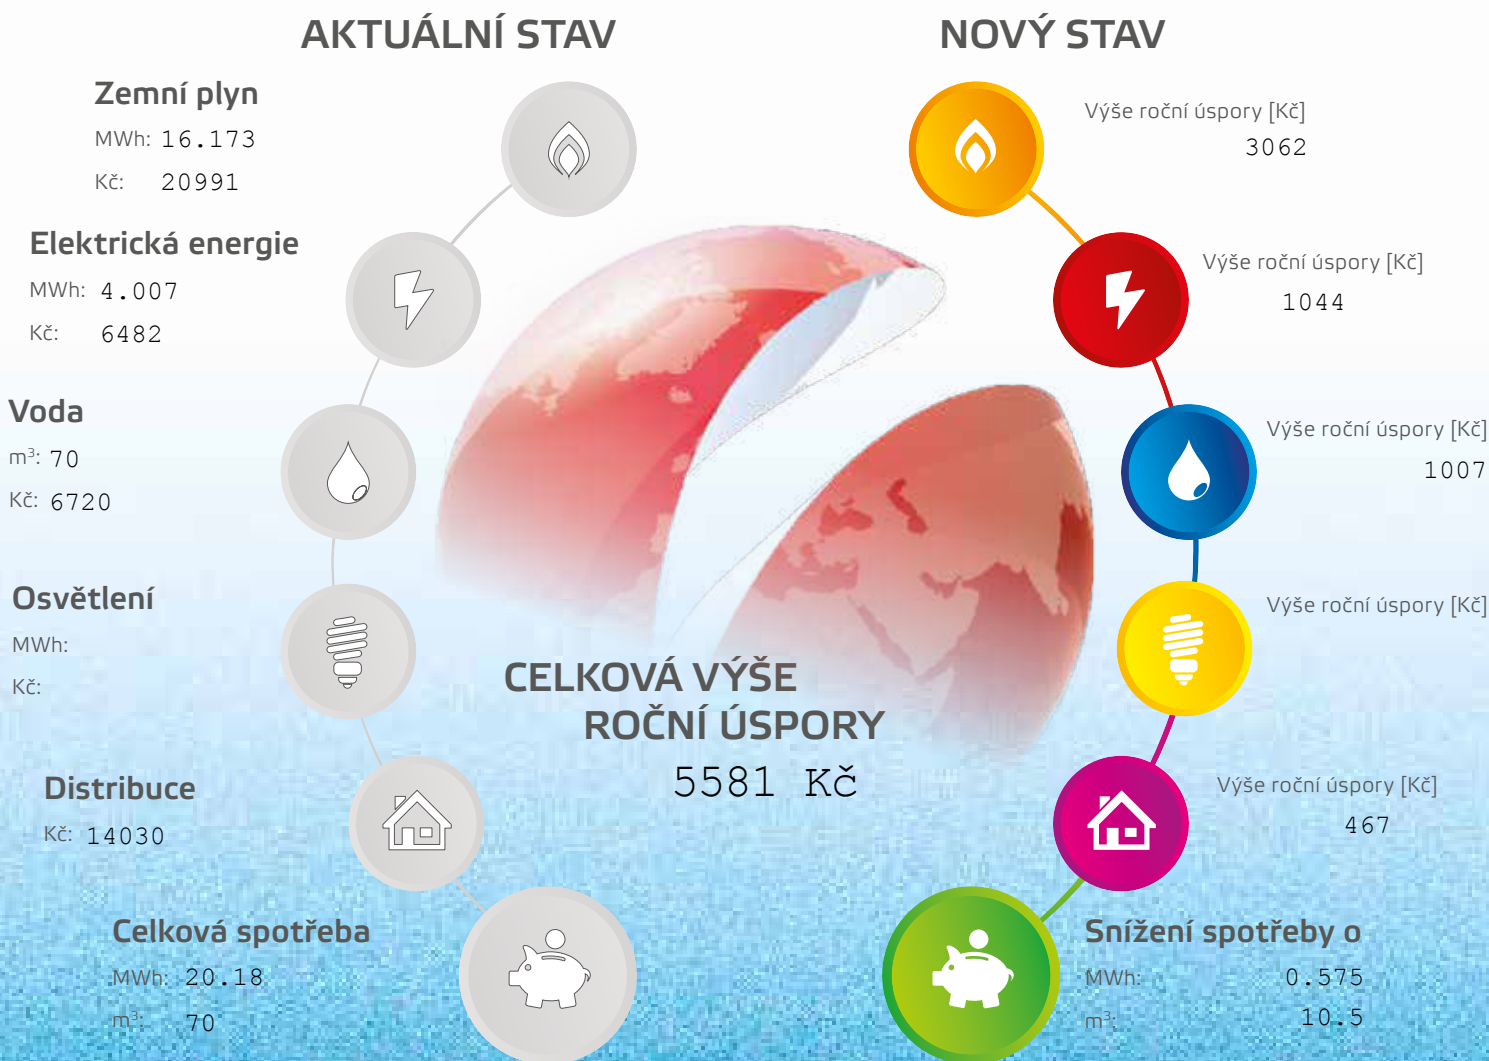 AKTUÁLNÍ STAV
NOVÝ STAV
Zemní plyn
MWh: 16.173
Kč: 20991
Výše roční úspory [Kč]
3062
Elektrická energie
MWh: 4.007
Kč: 6482
Výše roční úspory [Kč]
1044
Voda
m³: 70
Kč: 6720
Výše roční úspory [Kč]
1007
Osvětlení
MWh:
Kč:
Výše roční úspory [Kč]
CELKOVÁ VÝŠE
ROČNÍ ÚSPORY
5581 Kč
Distribuce
Kč: 14030
Výše roční úspory [Kč]
467
Celková spotřeba
MWh: 20.18
m³: 70
Snížení spotřeby o
MWh: 0.575
m³: 10.5